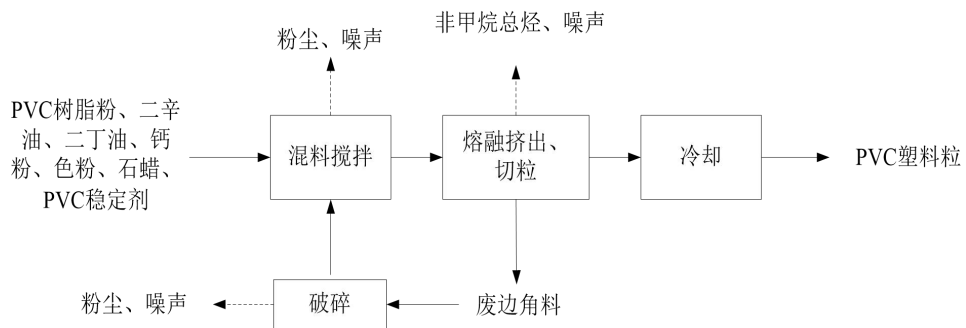 粉尘、噪声
非甲烷总烃、噪声
PVC树脂粉、二辛
油、二丁油、钙
粉、色粉、石蜡、
PVC稳定剂
混料搅拌
熔融挤出、
切粒
冷却
PVC塑料粒
粉尘、噪声
破碎
废边角料